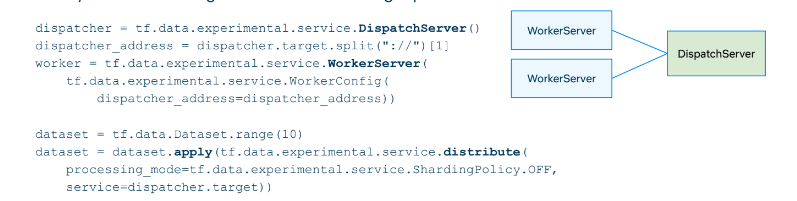 dispatcher = tf.data.experimental.service.DispatchServer()
dispatcher_address = dispatcher.target.split("://")[1]
worker = tf.data.experimental.service.WorkerServer(
    tf.data.experimental.service.WorkerConfig(
        dispatcher_address=dispatcher_address))
dataset = tf.data.Dataset.range(10)
dataset = dataset.apply(tf.data.experimental.service.distribute(
    processing_mode=tf.data.experimental.service.ShardingPolicy.OFF,
    service=dispatcher.target))
WorkerServer
WorkerServer
DispatchServer